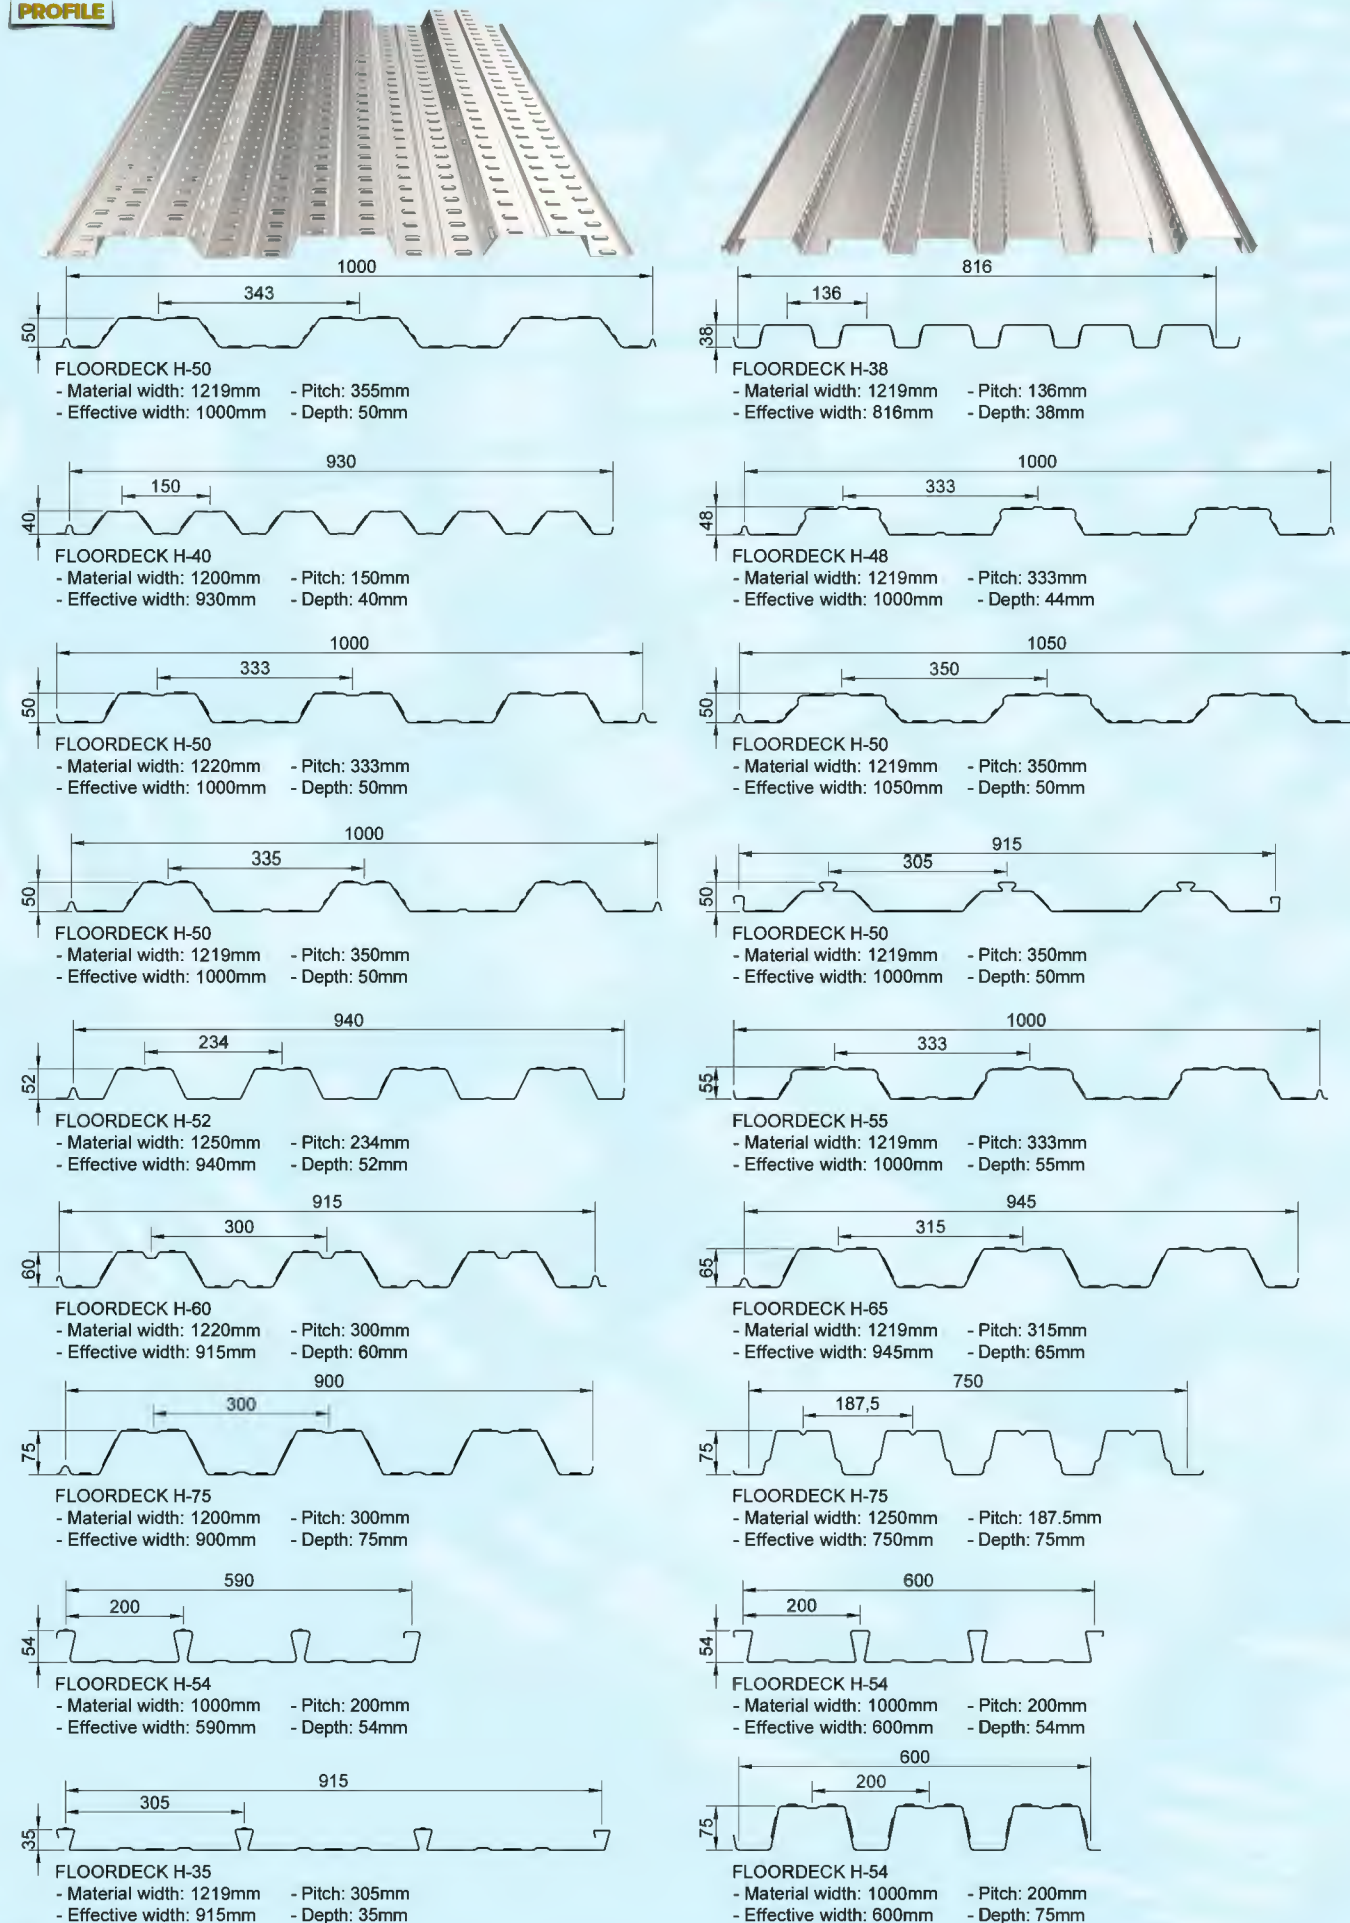 PROFILE
1000
343
50
FLOORDECK H-50
- Material width: 1219mm - Pitch: 355mm
- Effective width: 1000mm - Depth: 50mm
816
136
38
FLOORDECK H-38
- Material width: 1219mm - Pitch: 136mm
- Effective width: 816mm - Depth: 38mm
930
150
40
FLOORDECK H-40
- Material width: 1200mm - Pitch: 150mm
- Effective width: 930mm - Depth: 40mm
1000
333
48
FLOORDECK H-48
- Material width: 1219mm - Pitch: 333mm
- Effective width: 1000mm - Depth: 44mm
1000
333
50
FLOORDECK H-50
- Material width: 1220mm - Pitch: 333mm
- Effective width: 1000mm - Depth: 50mm
1050
350
50
FLOORDECK H-50
- Material width: 1219mm - Pitch: 350mm
- Effective width: 1050mm - Depth: 50mm
1000
335
50
FLOORDECK H-50
- Material width: 1219mm - Pitch: 350mm
- Effective width: 1000mm - Depth: 50mm
915
305
50
FLOORDECK H-50
- Material width: 1219mm - Pitch: 350mm
- Effective width: 1000mm - Depth: 50mm
940
234
52
FLOORDECK H-52
- Material width: 1250mm - Pitch: 234mm
- Effective width: 940mm - Depth: 52mm
1000
333
55
FLOORDECK H-55
- Material width: 1219mm - Pitch: 333mm
- Effective width: 1000mm - Depth: 55mm
915
300
60
FLOORDECK H-60
- Material width: 1220mm - Pitch: 300mm
- Effective width: 915mm - Depth: 60mm
945
315
65
FLOORDECK H-65
- Material width: 1219mm - Pitch: 315mm
- Effective width: 945mm - Depth: 65mm
900
300
75
FLOORDECK H-75
- Material width: 1200mm - Pitch: 300mm
- Effective width: 900mm - Depth: 75mm
750
187,5
75
FLOORDECK H-75
- Material width: 1250mm - Pitch: 187.5mm
- Effective width: 750mm - Depth: 75mm
590
200
54
FLOORDECK H-54
- Material width: 1000mm - Pitch: 200mm
- Effective width: 590mm - Depth: 54mm
600
200
54
FLOORDECK H-54
- Material width: 1000mm - Pitch: 200mm
- Effective width: 600mm - Depth: 54mm
915
305
35
FLOORDECK H-35
- Material width: 1219mm - Pitch: 305mm
- Effective width: 915mm - Depth: 35mm
600
200
75
FLOORDECK H-54
- Material width: 1000mm - Pitch: 200mm
- Effective width: 600mm - Depth: 75mm